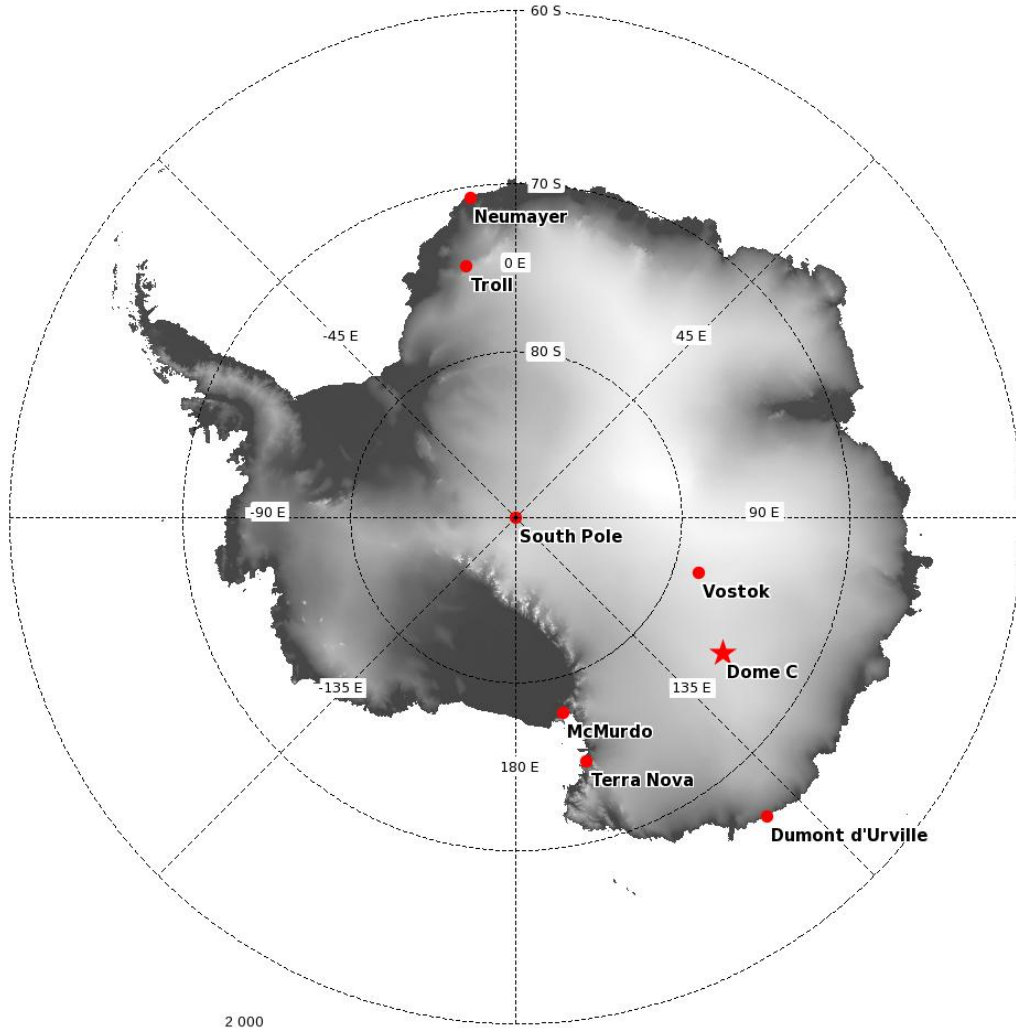 60 S
70 S
Neumayer
0 E
Troll
-45 E
45 E
80 S
-90 E
90 E
South Pole
Vostok
Dome C
-135 E
135 E
McMurdo
180 E
Terra Nova
Dumont d'Urville
2 000